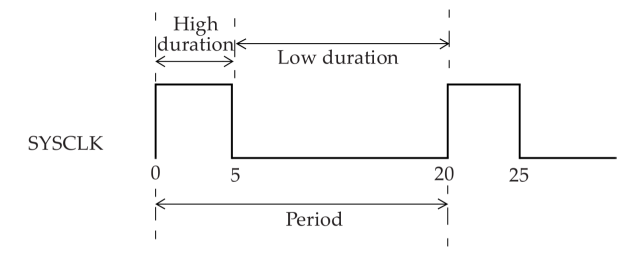 High
duration
Low duration
SYSCLK
0 5 20 25
Period